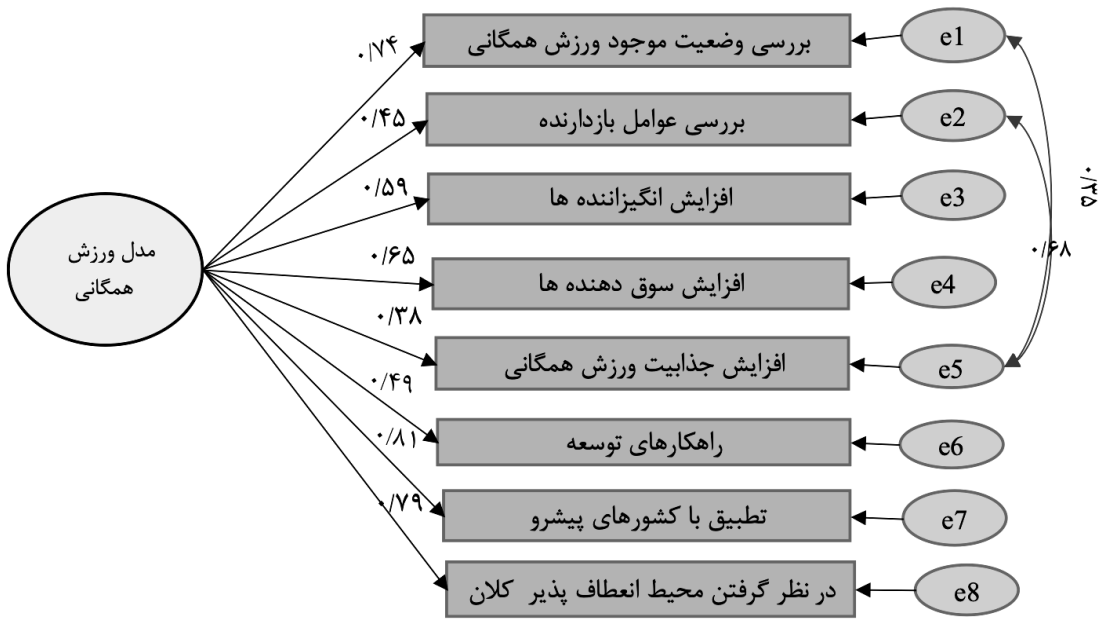 مدل ورزش
همگانی
۰/۷۴
۰/۴۵
۰/۵۹
۰/۶۵
۰/۳۸
۰/۴۹
۰/۸۱
۰/۷۹
بررسی وضعیت موجود ورزش همگانی
بررسی عوامل بازدارنده
افزایش انگیزاننده ها
افزایش سوق دهنده ها
افزایش جذابیت ورزش همگانی
راهکارهای توسعه
تطبیق با کشورهای پیشرو
در نظر گرفتن محیط انعطاف پذیر کلان
e1
e2
e3
e4
e5
e6
e7
e8
۰/۳۵
۰/۶۸